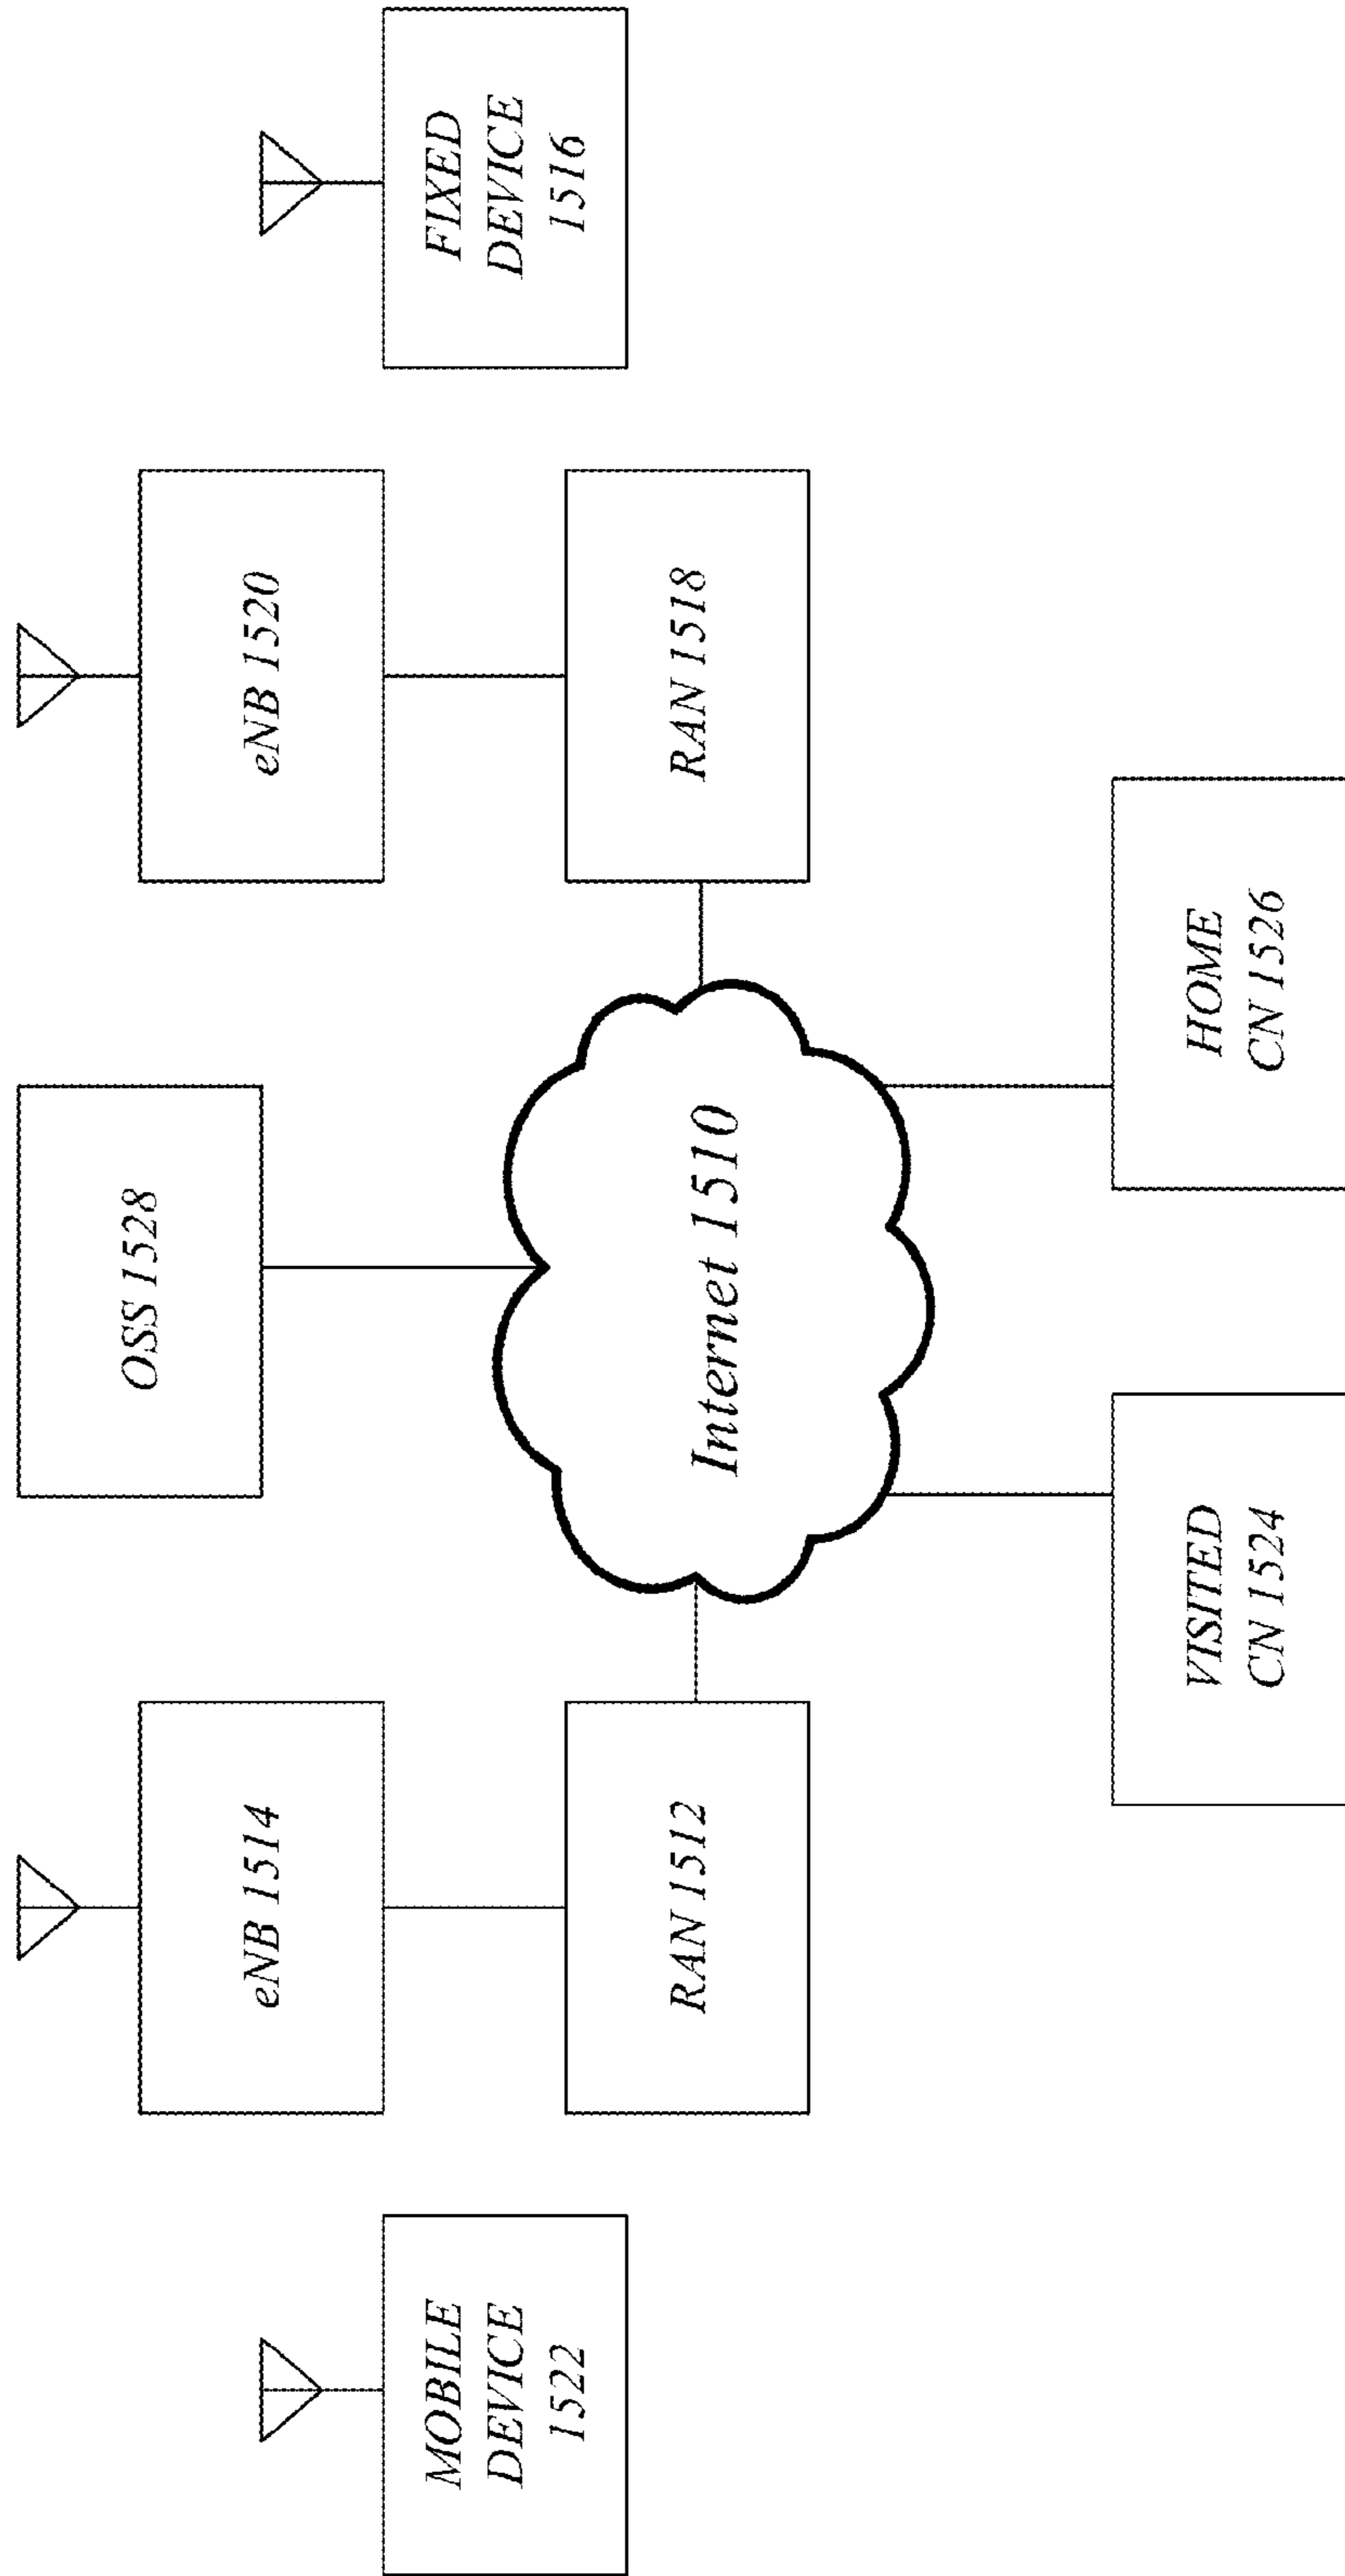 OSS 1528
eNB 1514
eNB 1520
MOBILE
DEVICE
1522
FIXED
DEVICE
1516
RAN 1512
Internet 1510
RAN 1518
VISITED
CN 1524
HOME
CN 1526